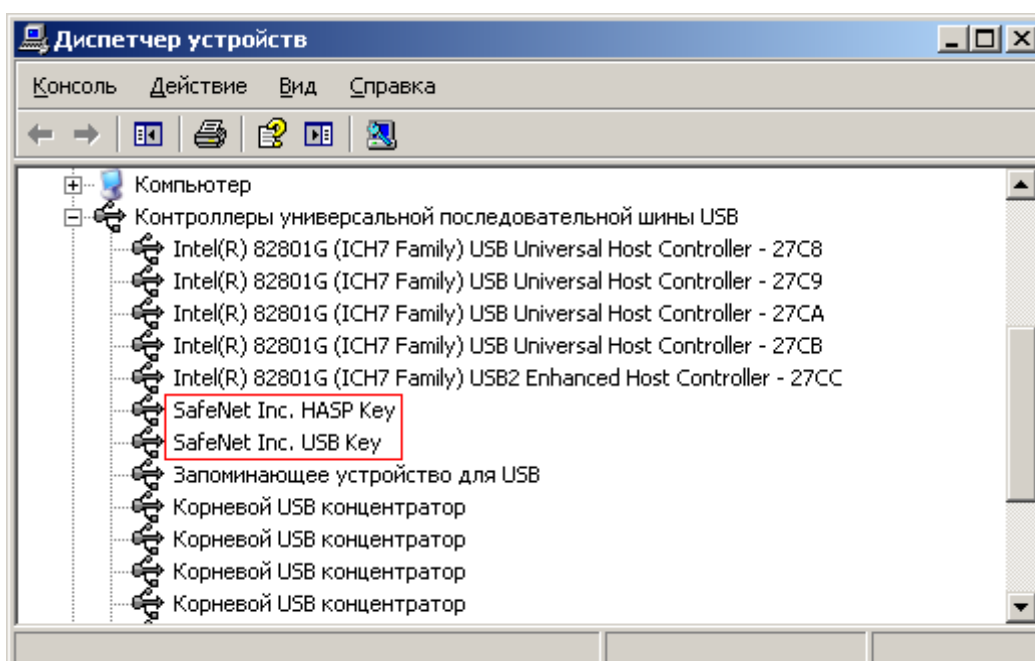 Диспетчер устройств
Консоль Действие Вид Справка
Компьютер
Контроллеры универсальной последовательной шины USB
Intel(R) 82801G (ICH7 Family) USB Universal Host Controller - 27C8
Intel(R) 82801G (ICH7 Family) USB Universal Host Controller - 27C9
Intel(R) 82801G (ICH7 Family) USB Universal Host Controller - 27CA
Intel(R) 82801G (ICH7 Family) USB Universal Host Controller - 27CB
Intel(R) 82801G (ICH7 Family) USB2 Enhanced Host Controller - 27CC
SafeNet Inc. HASP Key
SafeNet Inc. USB Key
Запоминающее устройство для USB
Корневой USB концентратор
Корневой USB концентратор
Корневой USB концентратор
Корневой USB концентратор